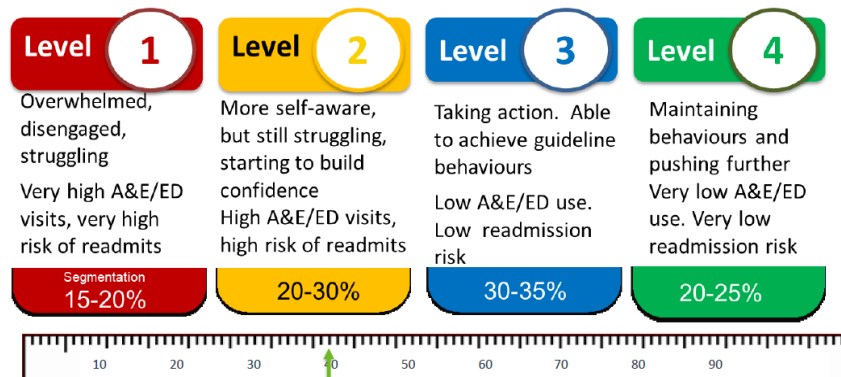 Level 1
Overwhelmed,
disengaged,
struggling
Very high A&E/ED
visits, very high
risk of readmits
Segmentation
15-20%
Level 2
More self-aware,
but still struggling,
starting to build
confidence
High A&E/ED visits,
high risk of readmits
20-30%
Level 3
Taking action.  Able
to achieve guideline
behaviours
Low A&E/ED use.
Low  readmission
risk
30-35%
Level 4
Maintaining
behaviours and
pushing further
Very low A&E/ED
use. Very low
readmission risk
20-25%
10 20 30 40 50 60 70 80 90